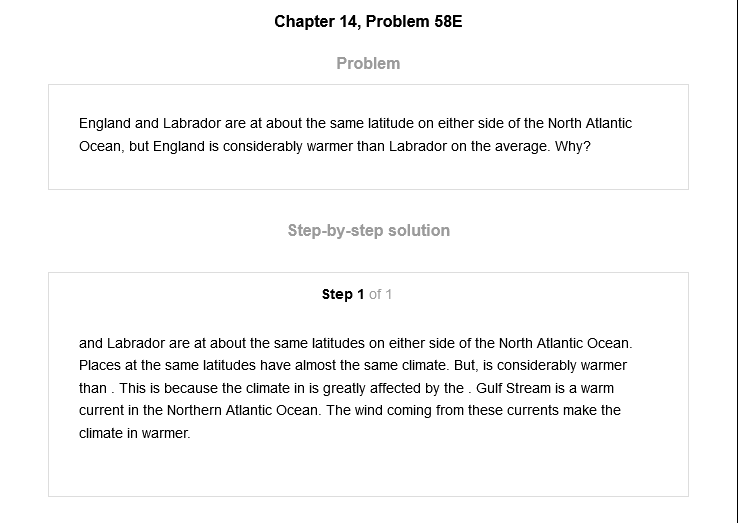 Chapter 14, Problem 58E
Problem
England and Labrador are at about the same latitude on either side of the North Atlantic
Ocean, but England is considerably warmer than Labrador on the average. Why?
Step-by-step solution
Step 1 of 1
and Labrador are at about the same latitudes on either side of the North Atlantic Ocean.
Places at the same latitudes have almost the same climate. But, is considerably warmer
than . This is because the climate in is greatly affected by the . Gulf Stream is a warm
current in the Northern Atlantic Ocean. The wind coming from these currents make the
climate in warmer.